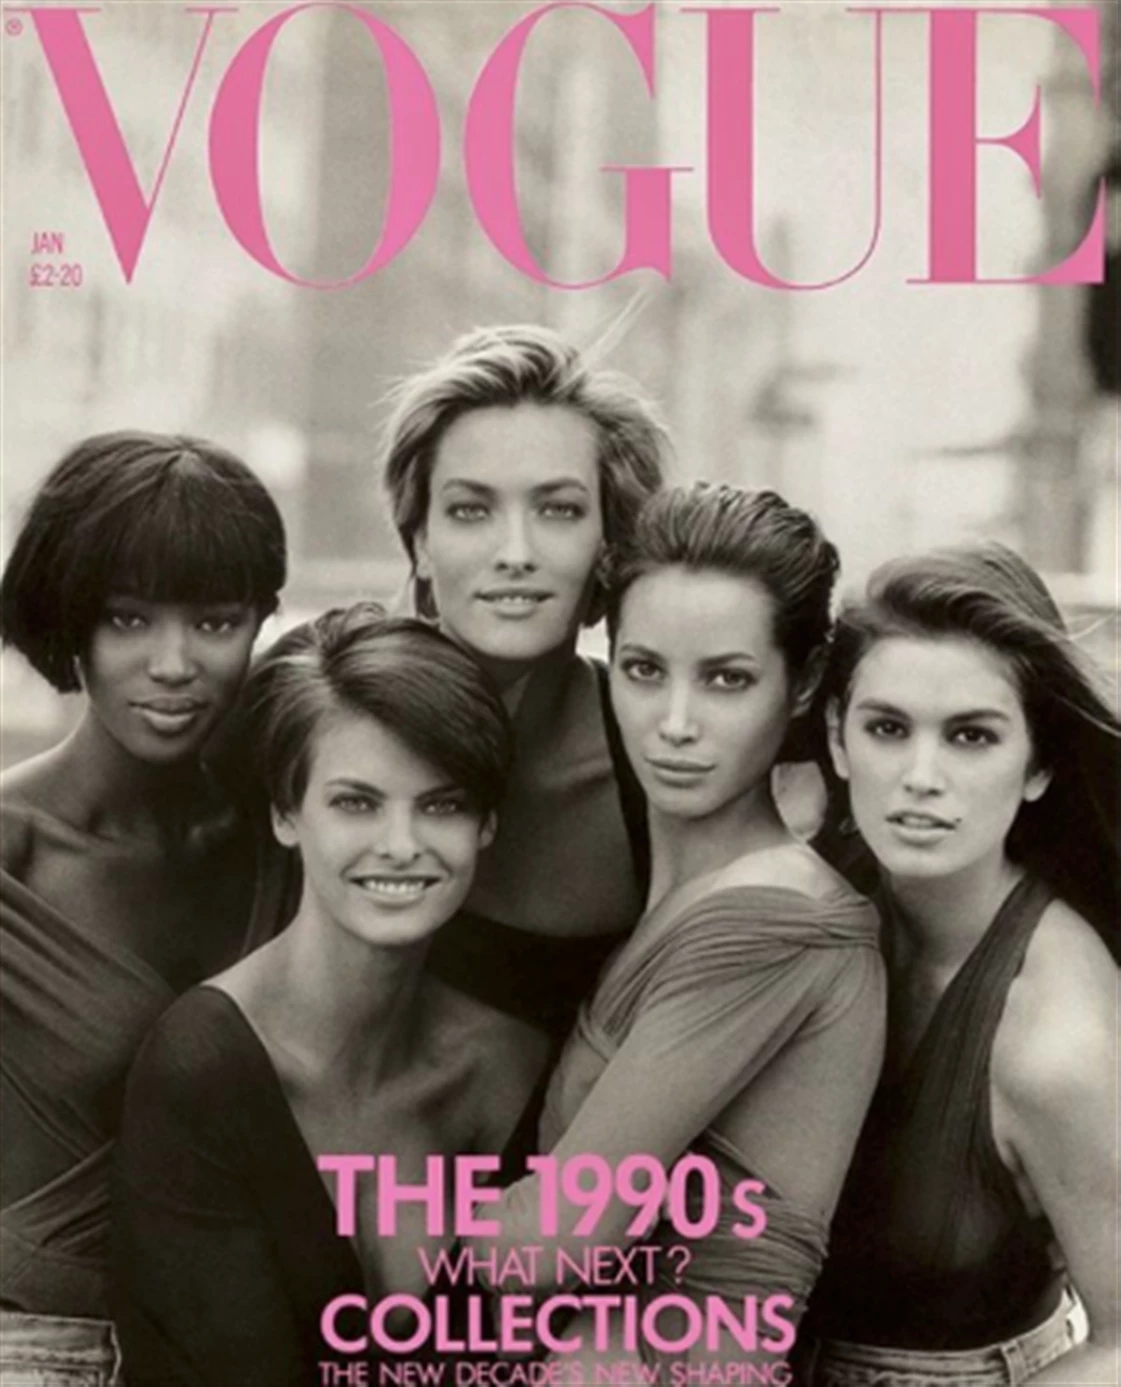 VOGUE
®
JAN
£2·20
THE 1990s
WHAT NEXT?
COLLECTIONS
THE NEW DECADE'S NEW SHAPING